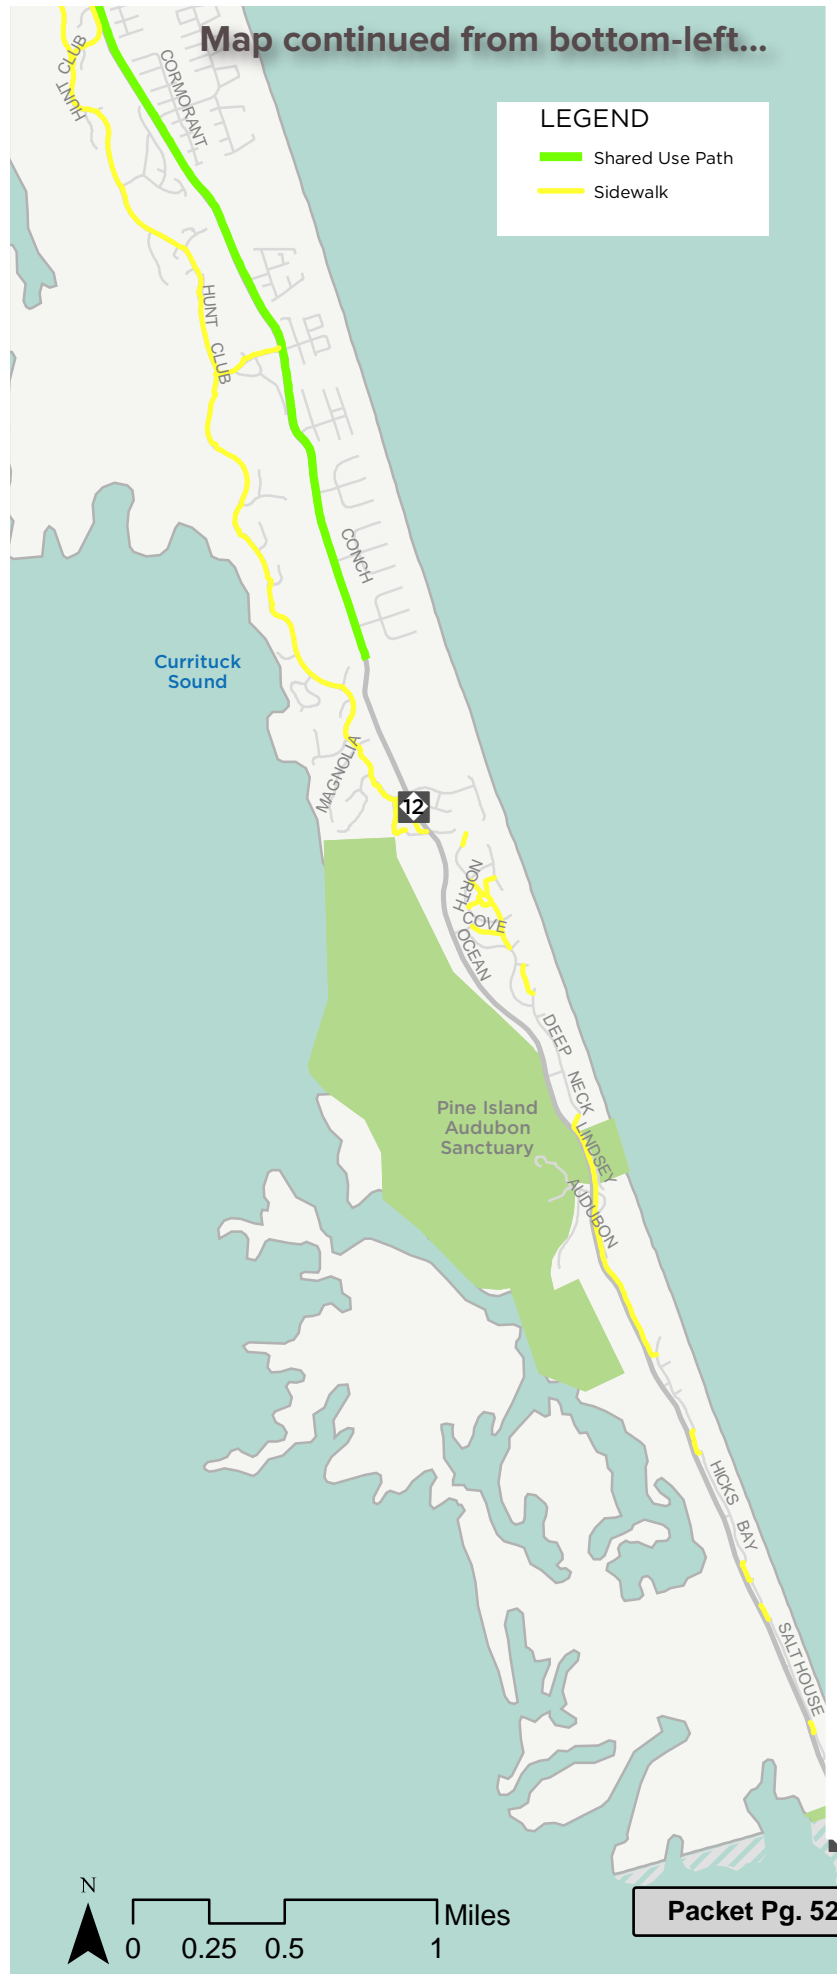 Map continued from bottom-left...
LEGEND
Shared Use Path
Sidewalk
HUNT CLUB
CORMORANT
HUNT CLUB
CONCH
Currituck
Sound
MAGNOLIA
12
NORTH
COVE
OCEAN
DEEP NECK
Pine Island
Audubon
Sanctuary
LINDSEY
AUDUBON
HICKS BAY
SALT HOUSE
N
Miles
0 0.25 0.5 1
Packet Pg. 52